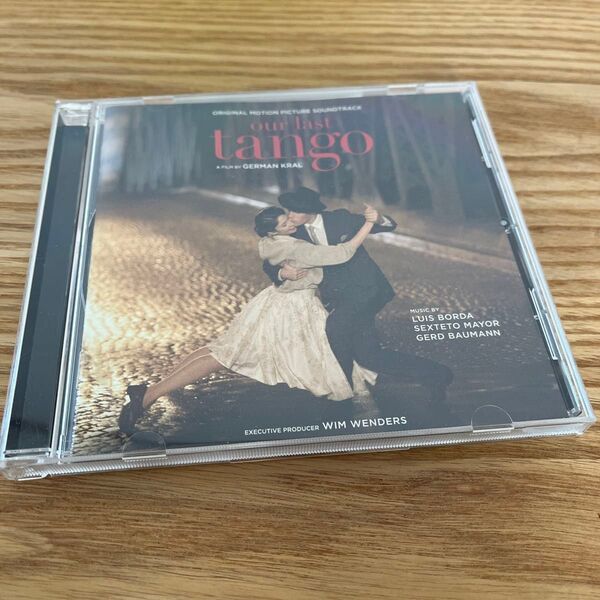 ORIGINAL MOTION PICTURE SOUNDTRACK
our last
tango
A FILM BY GERMAN KRAL
MUSIC BY
LUIS BORDA
SEXTETO MAYOR
GERD BAUMANN
EXECUTIVE PRODUCER WIM WENDERS